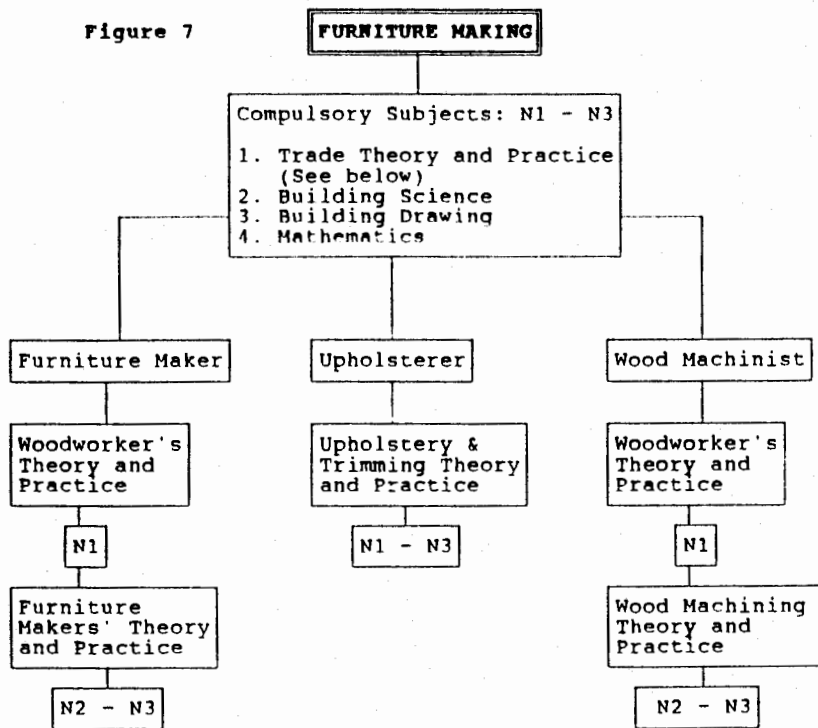 Figure 7
FURNITURE MAKING
Compulsory Subjects: N1 - N3
1. Trade Theory and Practice
(See below)
2. Building Science
3. Building Drawing
4. Mathematics
Furniture Maker
Woodworker's
Theory and
Practice
N1
Furniture
Makers' Theory
and Practice
N2 - N3
Upholsterer
Upholstery &
Trimming Theory
and Practice
N1 - N3
Wood Machinist
Woodworker's
Theory and
Practice
N1
Wood Machining
Theory and
Practice
N2 - N3